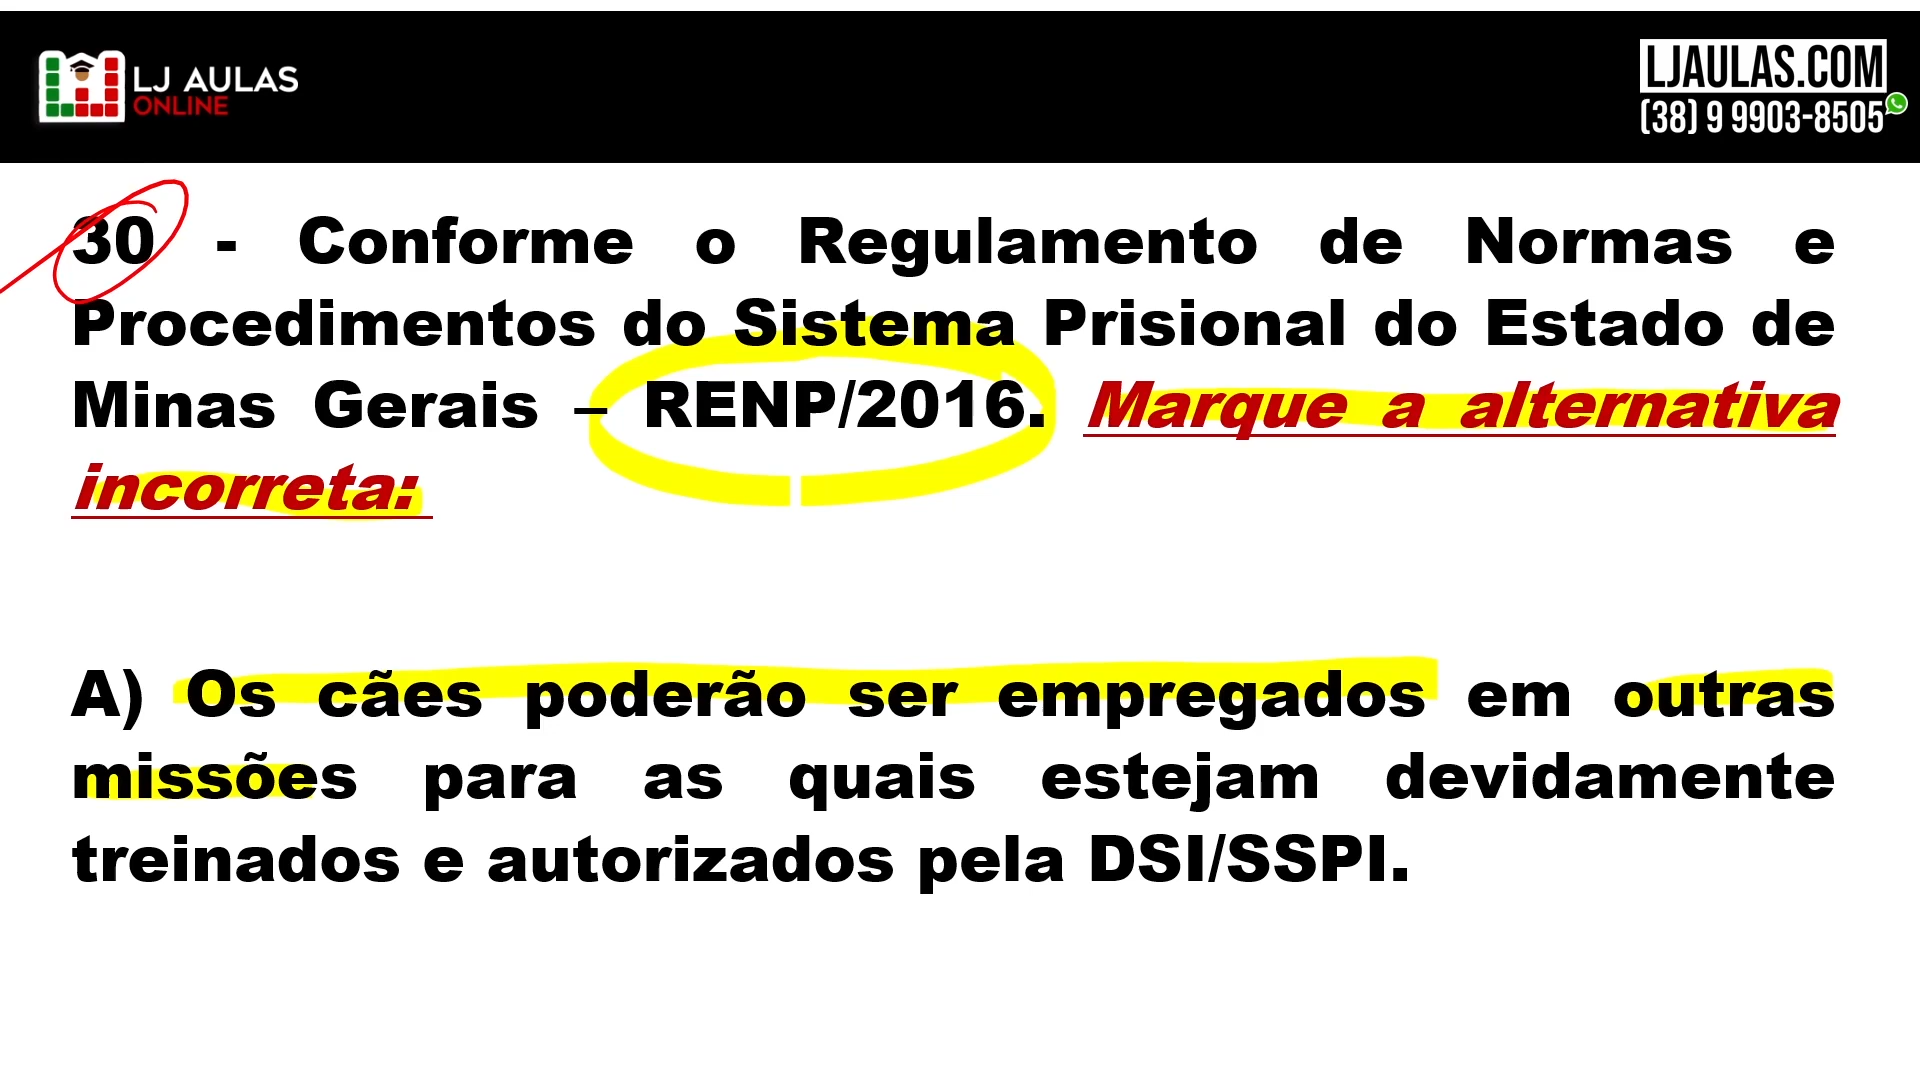 LJ AULAS
ONLINE
LJAULAS.COM
(38) 9 9903-8505
30 - Conforme o Regulamento de Normas e
Procedimentos do Sistema Prisional do Estado de
Minas Gerais – RENP/2016. Marque a alternativa
incorreta:
A) Os cães poderão ser empregados em outras
missões para as quais estejam devidamente
treinados e autorizados pela DSI/SSPI.